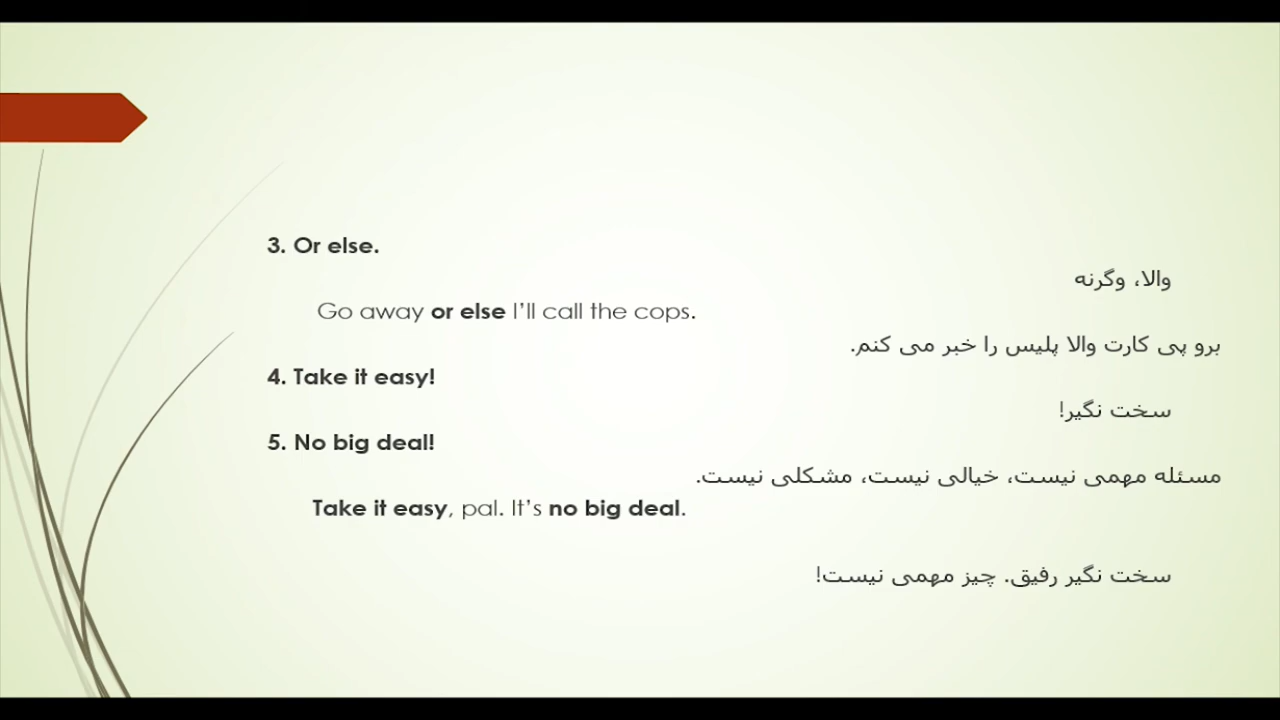 3. Or else.
والا، وگرنه
Go away or else I’ll call the cops.
برو پی کارت والا پلیس را خبر می کنم.
4. Take it easy!
سخت نگیر!
5. No big deal!
مسئله مهمی نیست، خیالی نیست، مشکلی نیست.
Take it easy, pal. It’s no big deal.
سخت نگیر رفیق. چیز مهمی نیست!